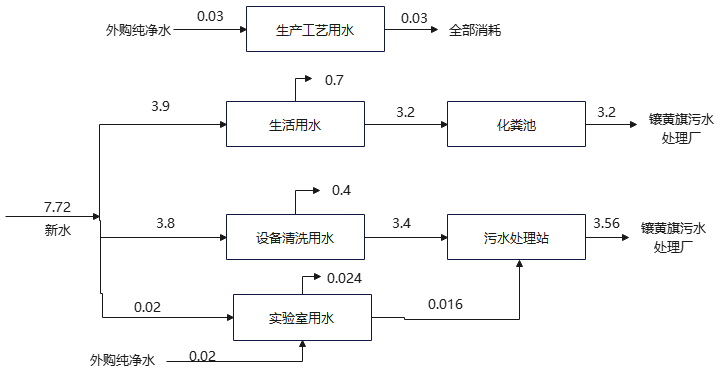 外购纯净水
0.03
生产工艺用水
0.03
全部消耗
0.7
3.9
生活用水
3.2
化粪池
3.2
镶黄旗污水
处理厂
7.72
新水
0.4
3.8
设备清洗用水
3.4
污水处理站
3.56
镶黄旗污水
处理厂
0.024
0.02
实验室用水
0.016
外购纯净水
0.02